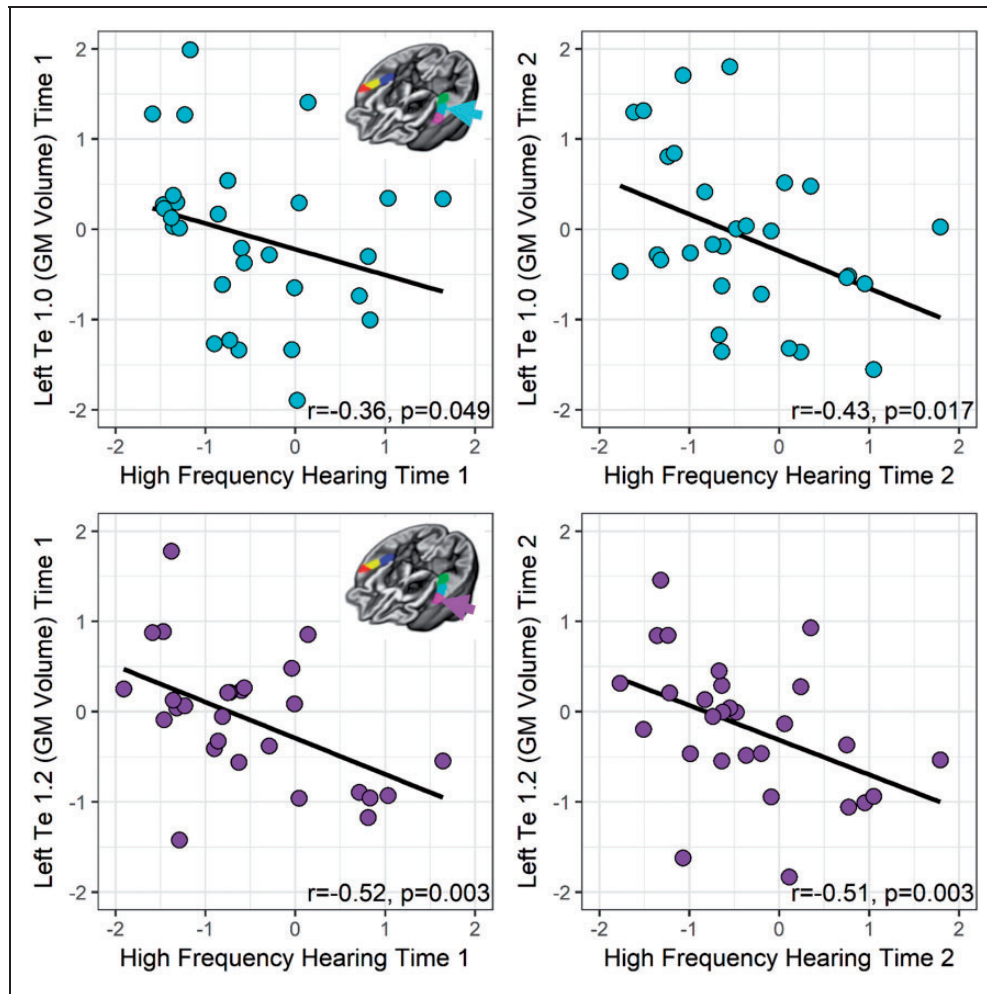 Left Te 1.0 (GM Volume) Time 1
2
1
0
-1
-2
r=-0.36, p=0.049
-2 -1 0 1 2
High Frequency Hearing Time 1
Left Te 1.0 (GM Volume) Time 2
2
1
0
-1
-2
r=-0.43, p=0.017
-2 -1 0 1 2
High Frequency Hearing Time 2
Left Te 1.2 (GM Volume) Time 1
2
1
0
-1
-2
r=-0.52, p=0.003
-2 -1 0 1 2
High Frequency Hearing Time 1
Left Te 1.2 (GM Volume) Time 2
2
1
0
-1
-2
r=-0.51, p=0.003
-2 -1 0 1 2
High Frequency Hearing Time 2